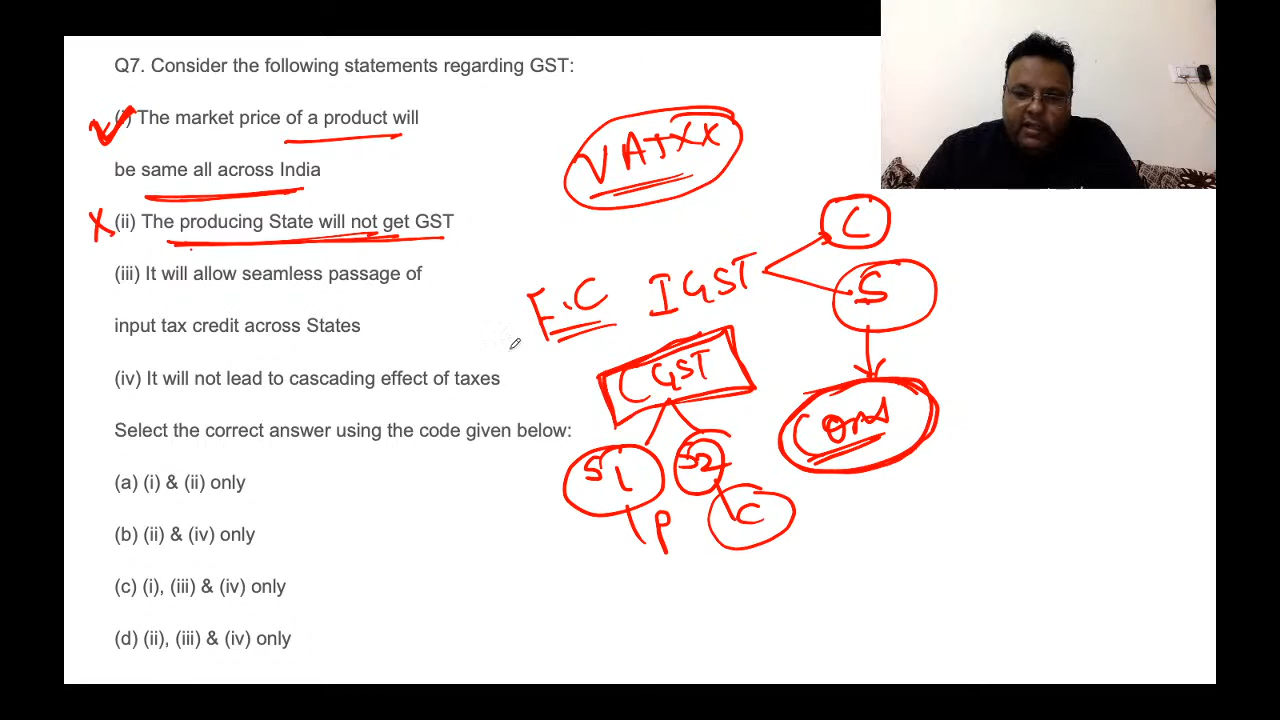 Q7. Consider the following statements regarding GST:
(i) The market price of a product will
be same all across India
(ii) The producing State will not get GST
(iii) It will allow seamless passage of
input tax credit across States
(iv) It will not lead to cascading effect of taxes
Select the correct answer using the code given below:
(a) (i) & (ii) only
(b) (ii) & (iv) only
(c) (i), (iii) & (iv) only
(d) (ii), (iii) & (iv) only
VAT XX
C
F.C IGST
S
CGST
Cons
S1
S2
P
C